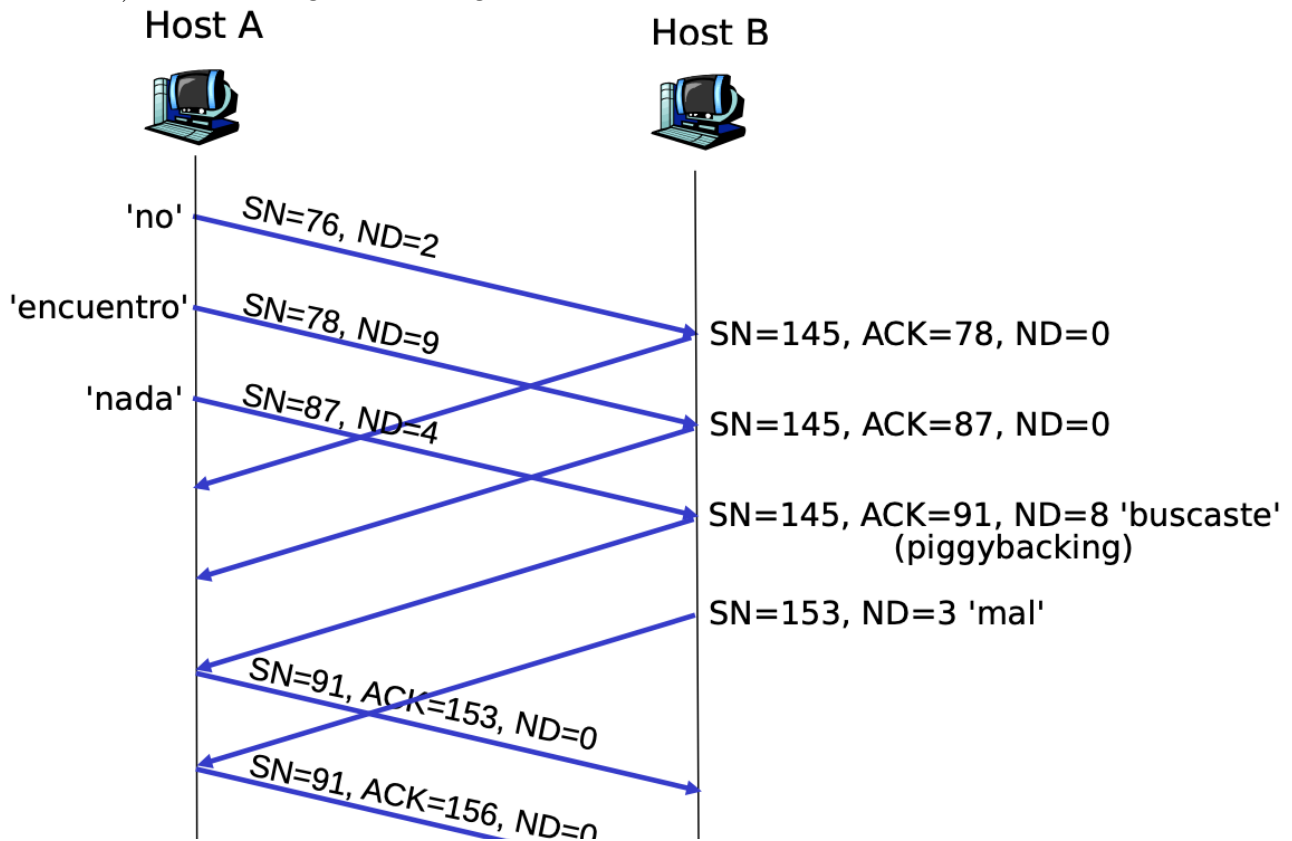 Host A
Host B
'no'
SN=76, ND=2
'encuentro'
SN=78, ND=9
SN=145, ACK=78, ND=0
'nada'
SN=87, ND=4
SN=145, ACK=87, ND=0
SN=145, ACK=91, ND=8 'buscaste'
(piggybacking)
SN=153, ND=3 'mal'
SN=91, ACK=153, ND=0
SN=91, ACK=156, ND=0